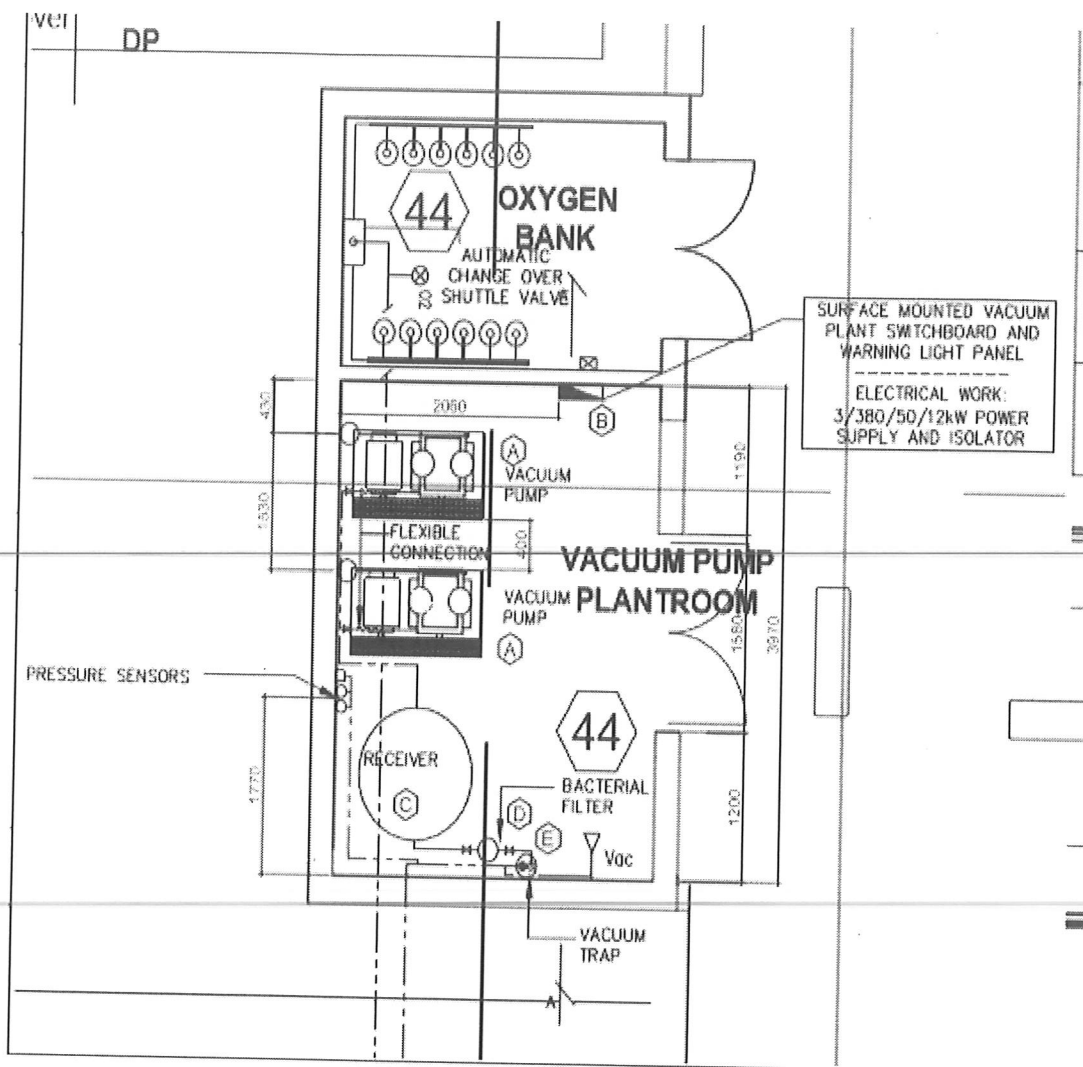 DP
44
OXYGEN
BANK
AUTOMATIC
CHANGE OVER
SHUTTLE VALVE
SURFACE MOUNTED VACUUM
PLANT SWITCHBOARD AND
WARNING LIGHT PANEL
ELECTRICAL WORK:
3/380/50/12kW POWER
SUPPLY AND ISOLATOR
430
2060
B
A
VACUUM
PUMP
1190
1530
FLEXIBLE
CONNECTION
400
VACUUM PUMP
PLANTROOM
VACUUM
PUMP
A
1580
3970
PRESSURE SENSORS
44
RECEIVER
C
1770
BACTERIAL
FILTER
D
E
Vac
1200
VACUUM
TRAP
A